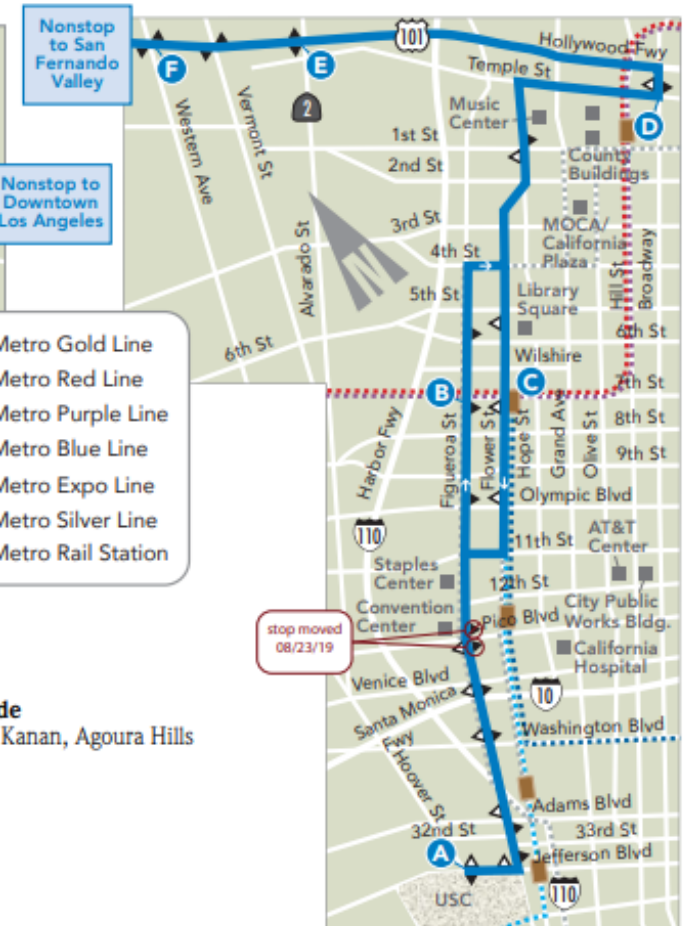 Nonstop
to San
Fernando
Valley
F
E
101
Hollywood Fwy
Temple St
D
2
Western Ave
Vermont St
Alvarado St
Music
Center
1st St
2nd St
County
Buildings
Nonstop to
Downtown
Los Angeles
3rd St
MOCA/
California
Plaza
Hill St
Broadway
4th St
5th St
Library
Square
6th St
6th St
Wilshire
Metro Gold Line
Metro Red Line
Metro Purple Line
Metro Blue Line
Metro Expo Line
Metro Silver Line
Metro Rail Station
B
C
7th St
8th St
9th St
Harbor Fwy
Figueroa St
Flower St
Hope St
Grand Ave
Olive St
Olympic Blvd
110
11th St
AT&T
Center
Staples
Center
12th St
Convention
Center
Pico Blvd
City Public
Works Bldg.
stop moved
08/23/19
California
Hospital
Venice Blvd
Santa Monica
Fwy
10
Washington Blvd
Hoover St
Adams Blvd
32nd St
33rd St
A
Jefferson Blvd
USC
110
de
Kanan, Agoura Hills